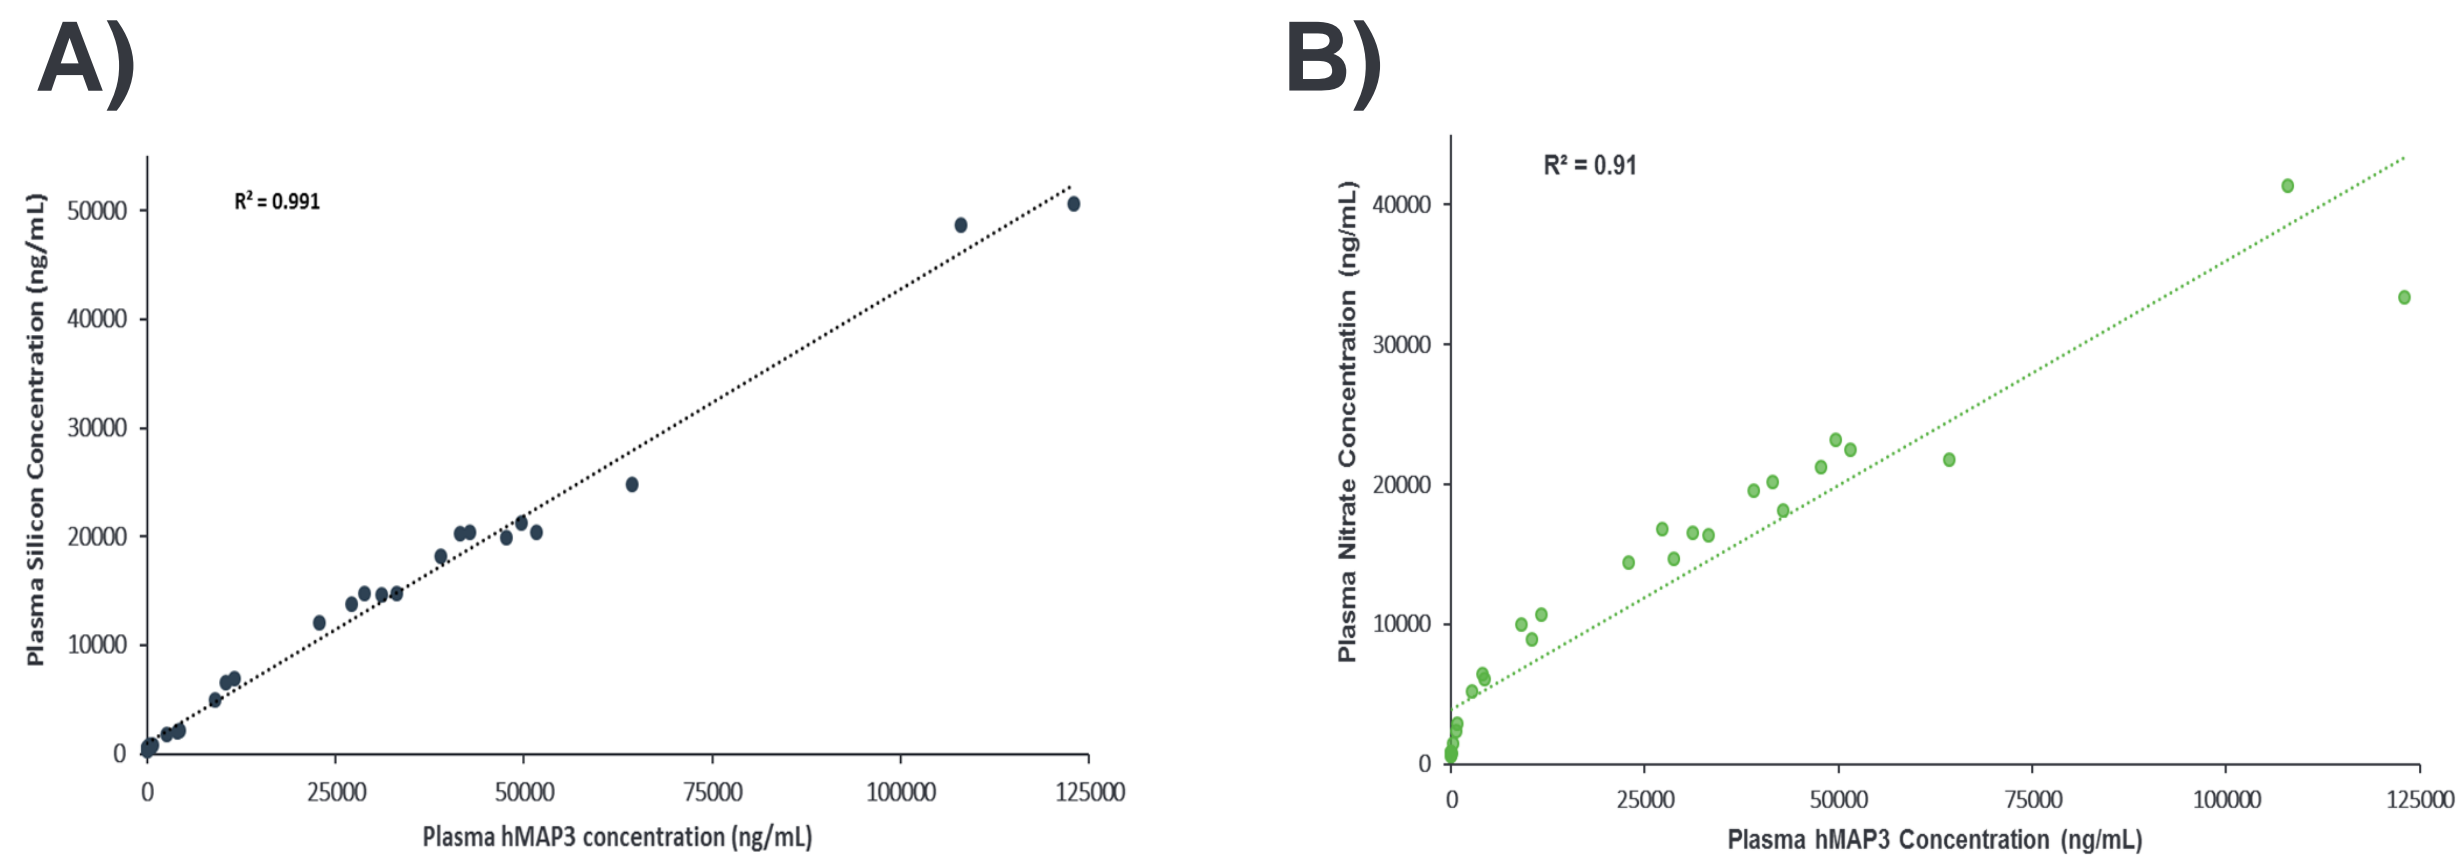 A)
R² = 0.991
Plasma Silicon Concentration (ng/mL)
50000
40000
30000
20000
10000
0
0 25000 50000 75000 100000 125000
Plasma hMAP3 concentration (ng/mL)
B)
R² = 0.91
Plasma Nitrate Concentration (ng/mL)
40000
30000
20000
10000
0
0 25000 50000 75000 100000 125000
Plasma hMAP3 Concentration (ng/mL)